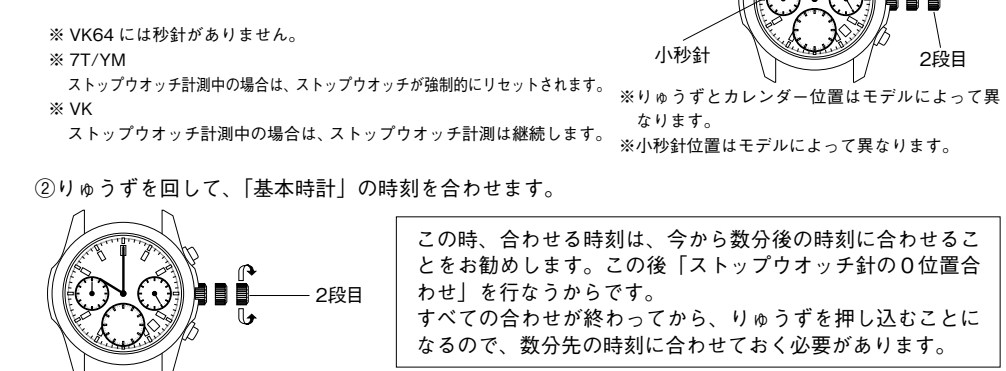 ※ VK64 には秒針がありません。
※ 7T/YM
ストップウオッチ計測中の場合は、ストップウオッチが強制的にリセットされます。
※ VK
ストップウオッチ計測中の場合は、ストップウオッチ計測は継続します。
小秒針
2段目
※りゅうずとカレンダー位置はモデルによって異
なります。
※小秒針位置はモデルによって異なります。
②りゅうずを回して、「基本時計」の時刻を合わせます。
2段目
この時、合わせる時刻は、今から数分後の時刻に合わせるこ
とをお勧めします。この後「ストップウオッチ針の０位置合
わせ」を行なうからです。
すべての合わせが終わってから、りゅうずを押し込むことに
なるので、数分先の時刻に合わせておく必要があります。